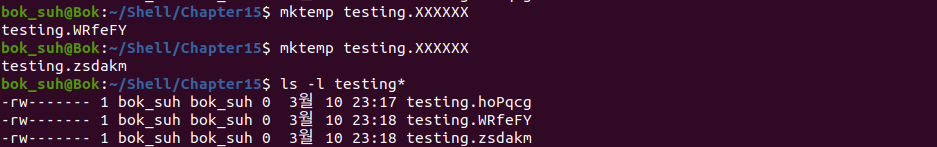 bok_suh@Bok:~/Shell/Chapter15$ mktemp testing.XXXXXX
testing.WRfeFY
bok_suh@Bok:~/Shell/Chapter15$ mktemp testing.XXXXXX
testing.zsdakm
bok_suh@Bok:~/Shell/Chapter15$ ls -l testing*
-rw------- 1 bok_suh bok_suh 0  3월 10 23:17 testing.hoPqcg
-rw------- 1 bok_suh bok_suh 0  3월 10 23:18 testing.WRfeFY
-rw------- 1 bok_suh bok_suh 0  3월 10 23:18 testing.zsdakm